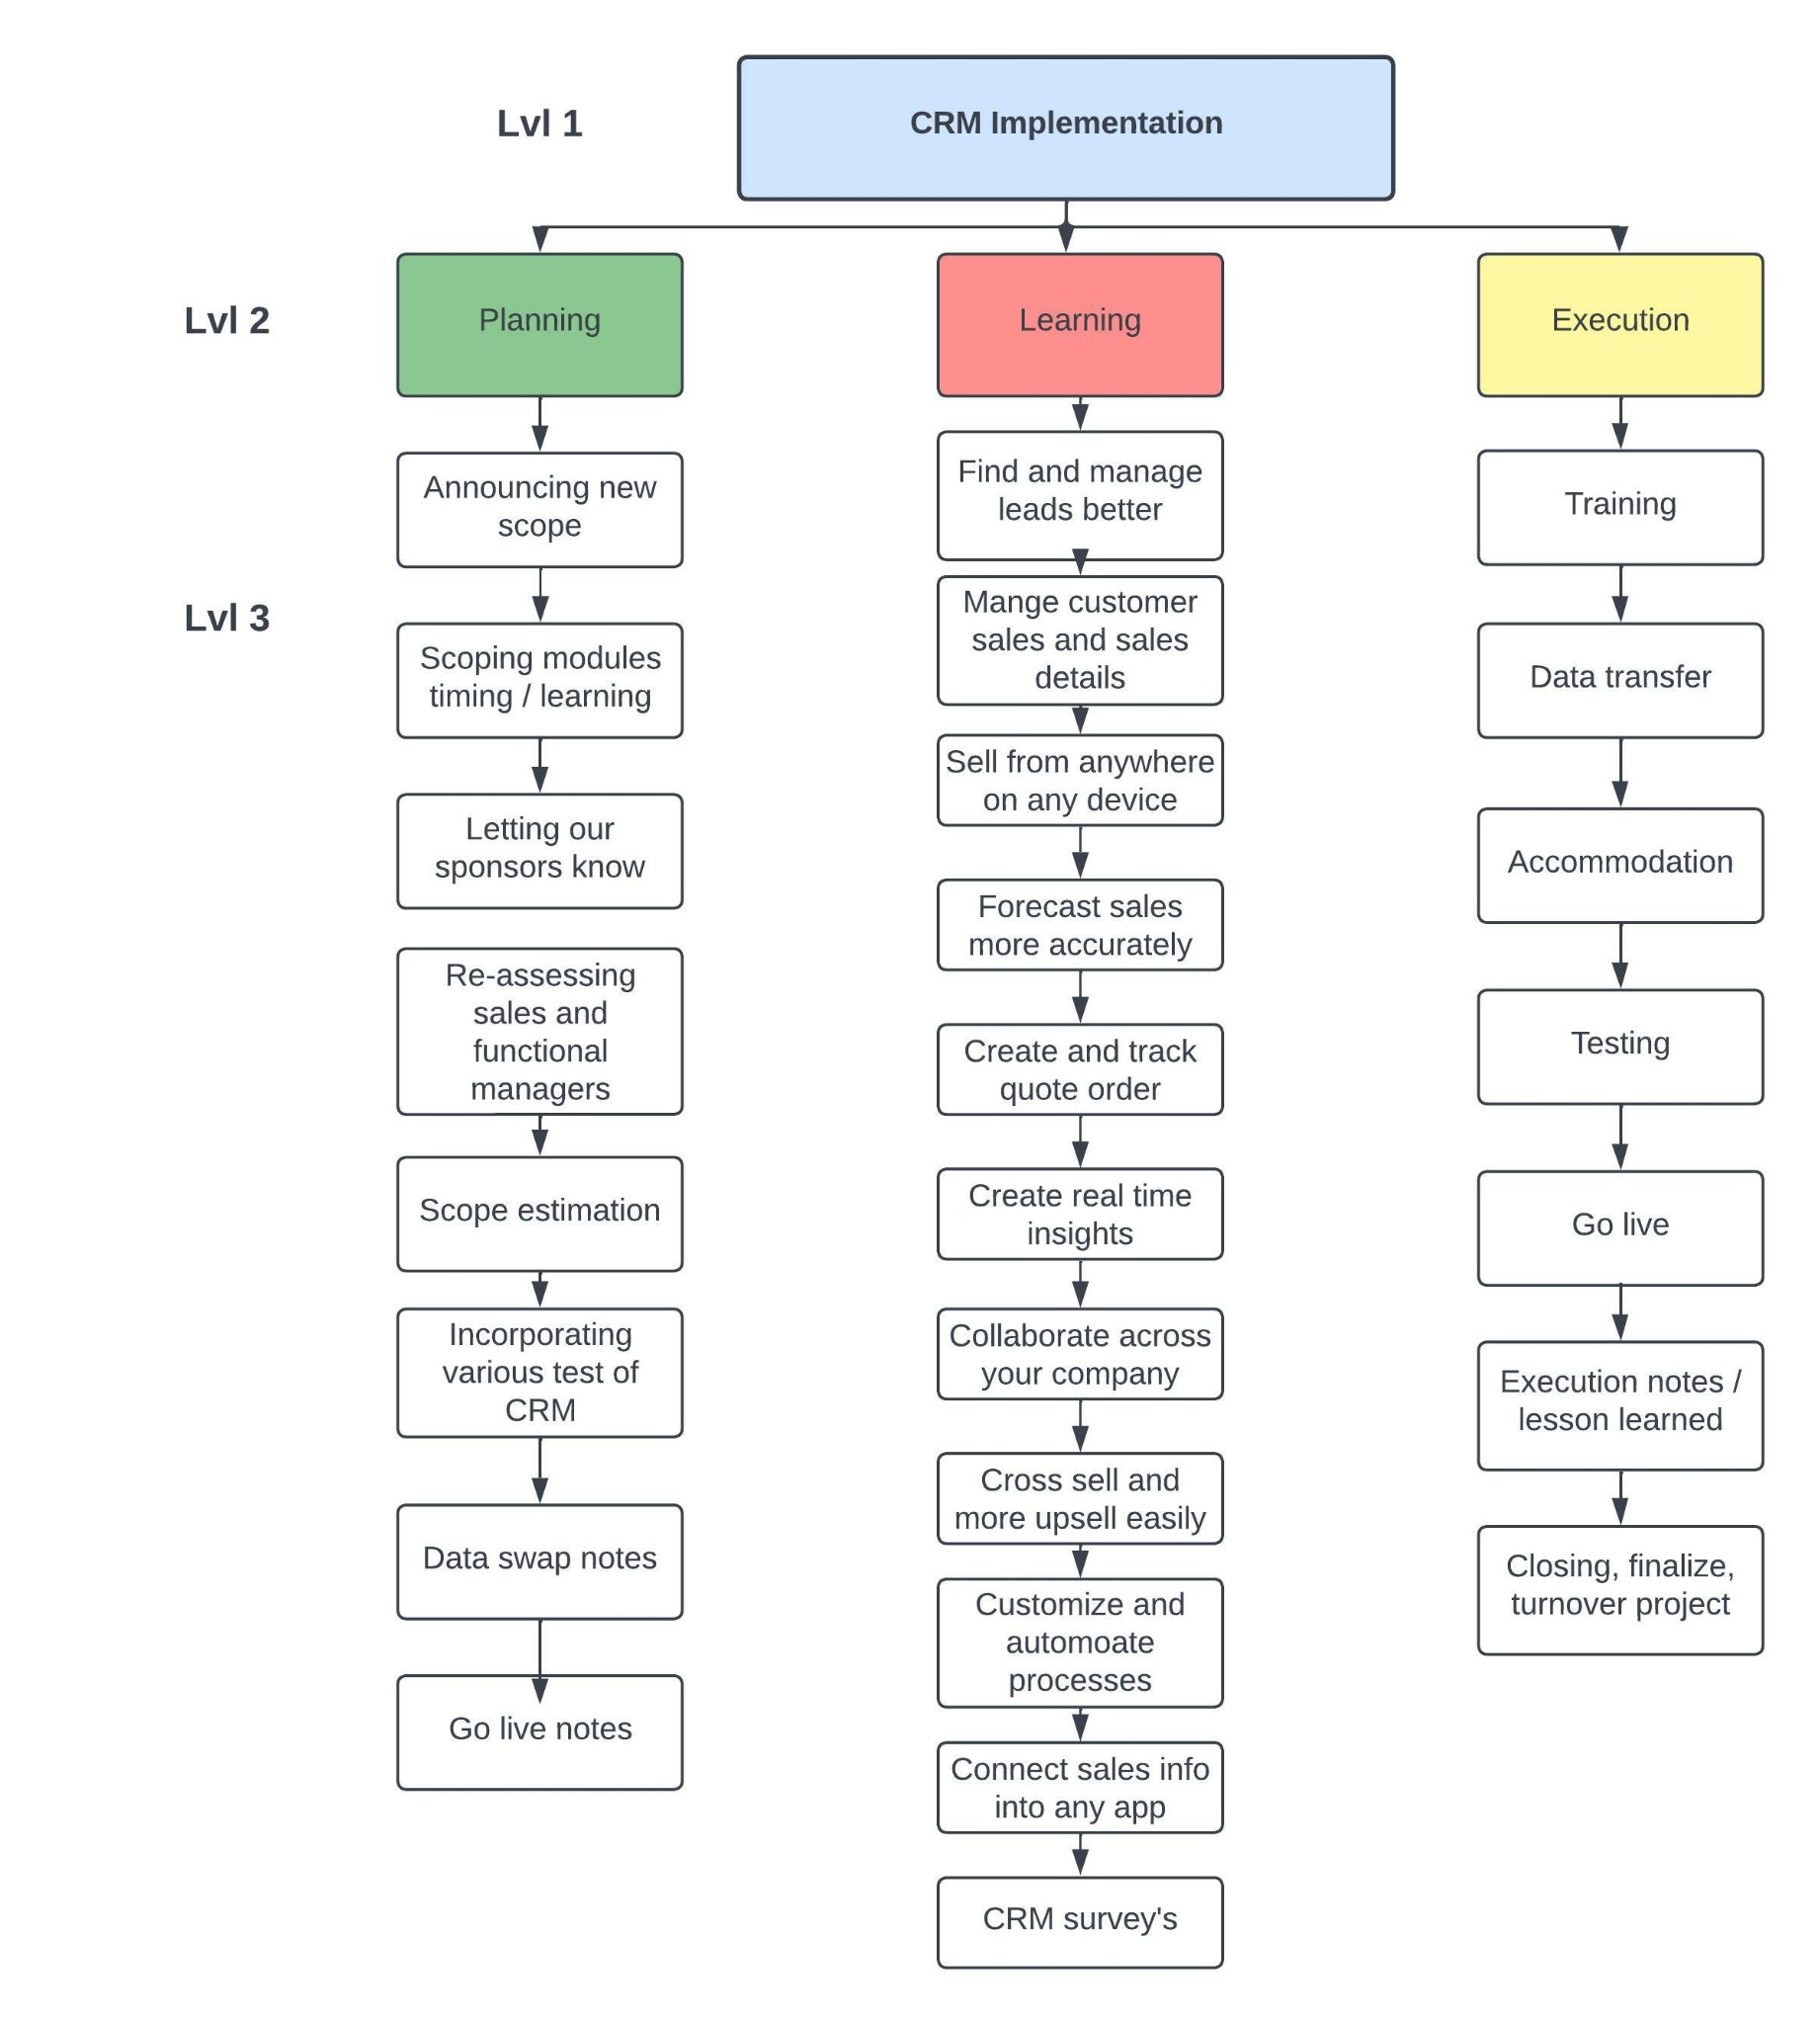 Lvl 1
CRM Implementation
Lvl 2
Planning
Learning
Execution
Lvl 3
Announcing new
scope
Scoping modules
timing / learning
Letting our
sponsors know
Re-assessing
sales and
functional
managers
Scope estimation
Incorporating
various test of
CRM
Data swap notes
Go live notes
Find and manage
leads better
Mange customer
sales and sales
details
Sell from anywhere
on any device
Forecast sales
more accurately
Create and track
quote order
Create real time
insights
Collaborate across
your company
Cross sell and
more upsell easily
Customize and
automoate
processes
Connect sales info
into any app
CRM survey's
Training
Data transfer
Accommodation
Testing
Go live
Execution notes /
lesson learned
Closing, finalize,
turnover project